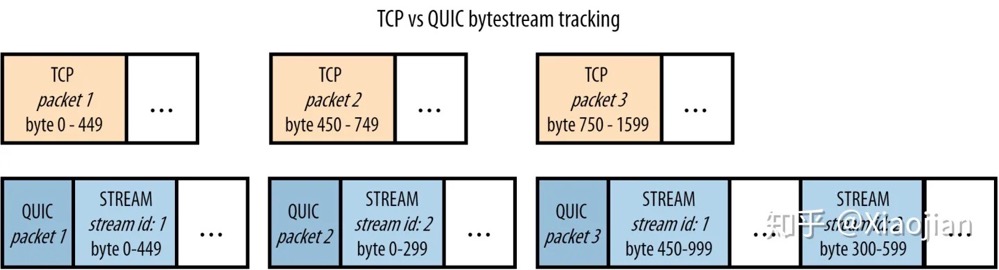 TCP vs QUIC bytestream tracking
TCP
packet 1
byte 0 - 449
...
TCP
packet 2
byte 450 - 749
...
TCP
packet 3
byte 750 - 1599
...
QUIC
packet 1
STREAM
stream id: 1
byte 0-449
...
QUIC
packet 2
STREAM
stream id: 2
byte 0-299
...
QUIC
packet 3
STREAM
stream id: 1
byte 450-999
...
STREAM
stream id: 2
byte 300-599
...
知乎 @Xiaojian